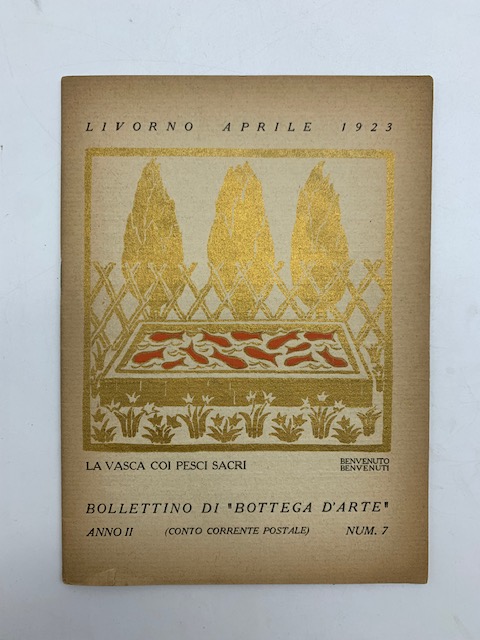 LIVORNO APRILE 1923
LA VASCA COI PESCI SACRI
BENVENUTO
BENVENUTI
BOLLETTINO DI "BOTTEGA D'ARTE"
ANNO II (CONTO CORRENTE POSTALE) NUM. 7